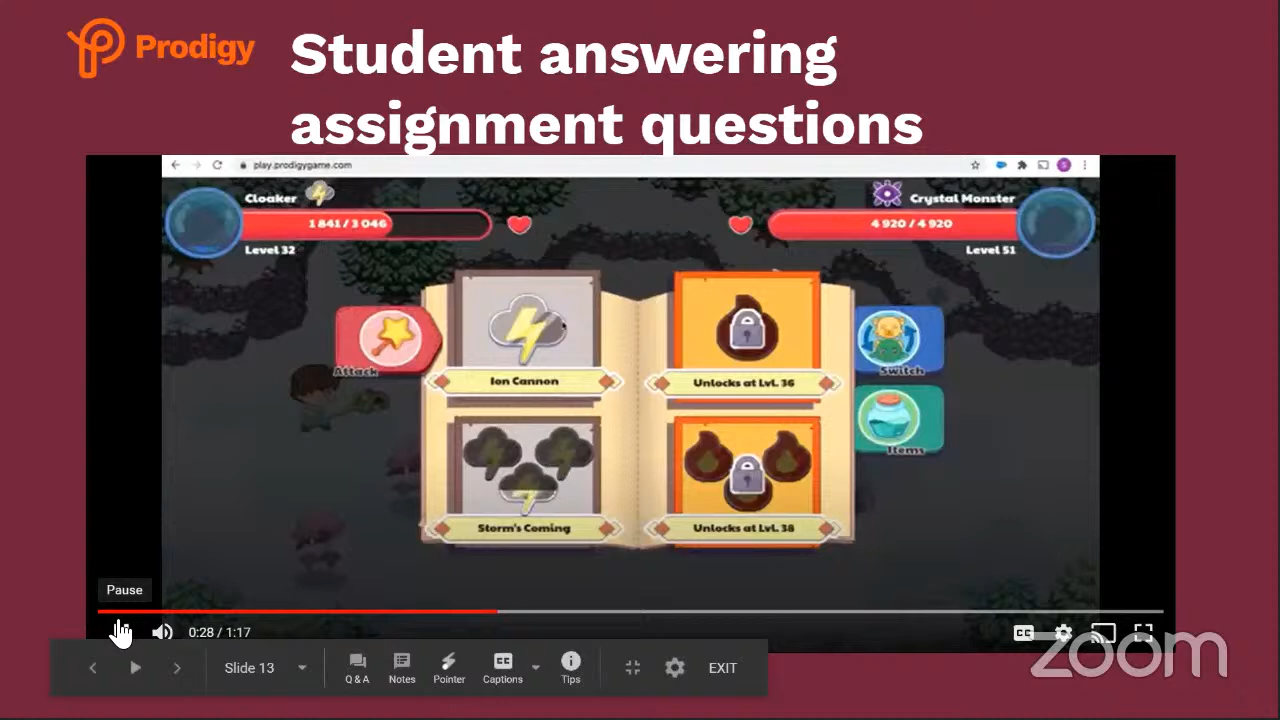 Prodigy
Student answering
assignment questions
play.prodigygame.com
S
Cloaker
Crystal Monster
1 841 / 3 046
4 920 / 4 920
Level 32
Level 51
Attack
Ion Cannon
Unlocks at Lvl. 36
Switch
Items
Storm's Coming
Unlocks at Lvl. 38
Pause
0:28 / 1:17
CC
zoom
Slide 13
Q & A
Notes
Pointer
CC
Captions
Tips
EXIT